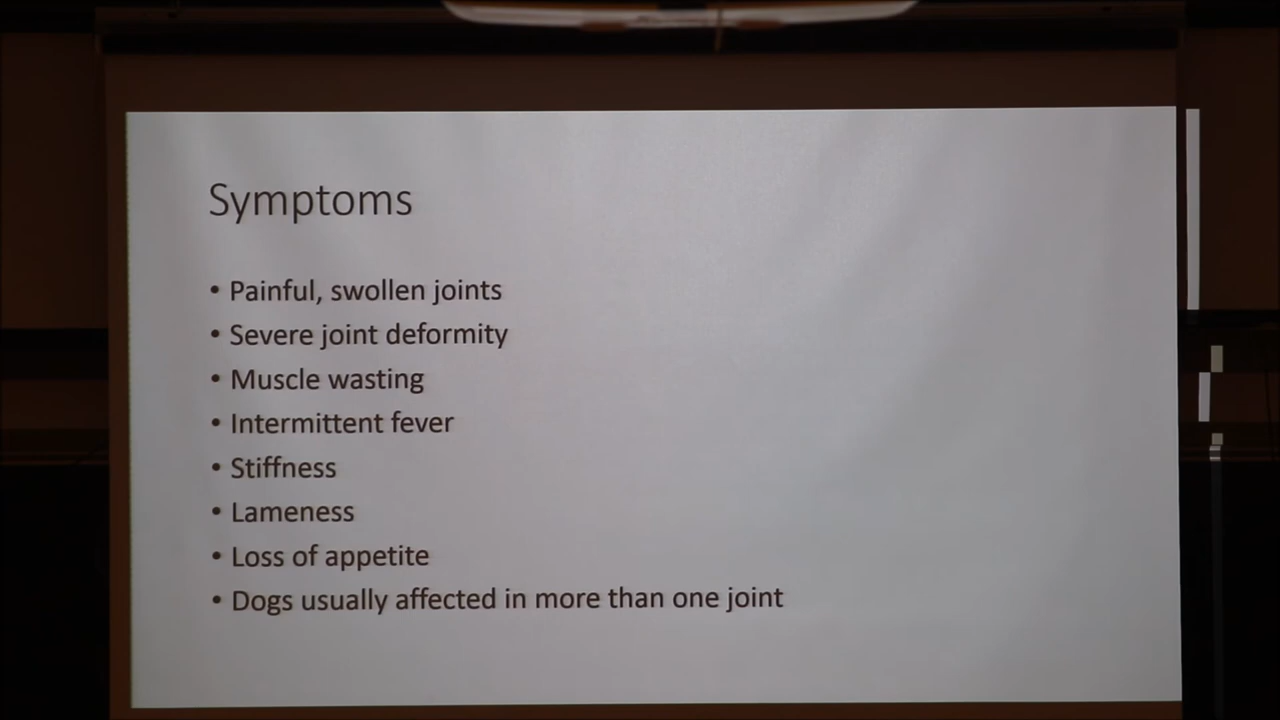 Symptoms
• Painful, swollen joints
• Severe joint deformity
• Muscle wasting
• Intermittent fever
• Stiffness
• Lameness
• Loss of appetite
• Dogs usually affected in more than one joint